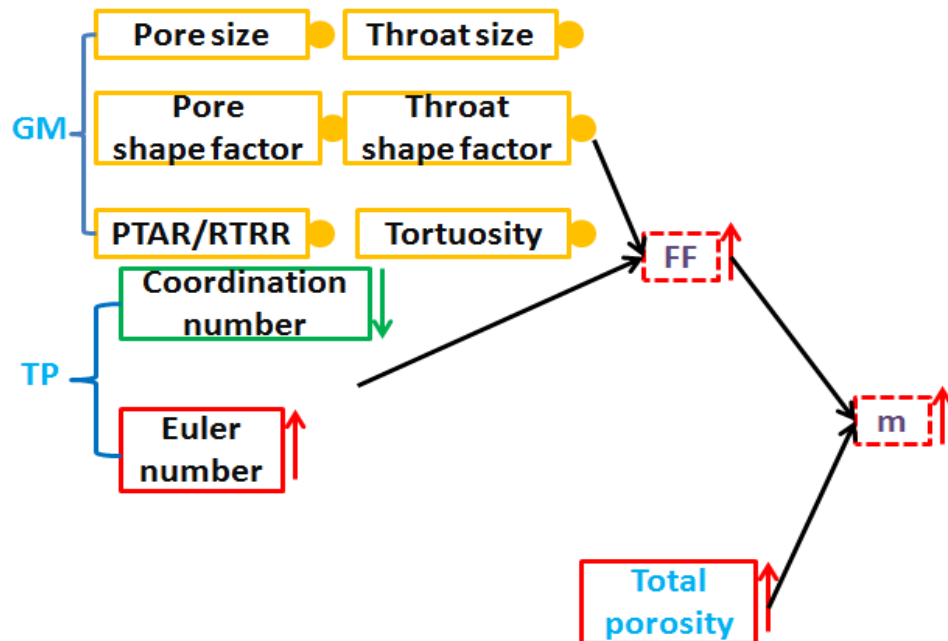 Pore size
Throat size
GM
Pore
shape factor
Throat
shape factor
PTAR/RTRR
Tortuosity
FF
Coordination
number
TP
Euler
number
m
Total
porosity